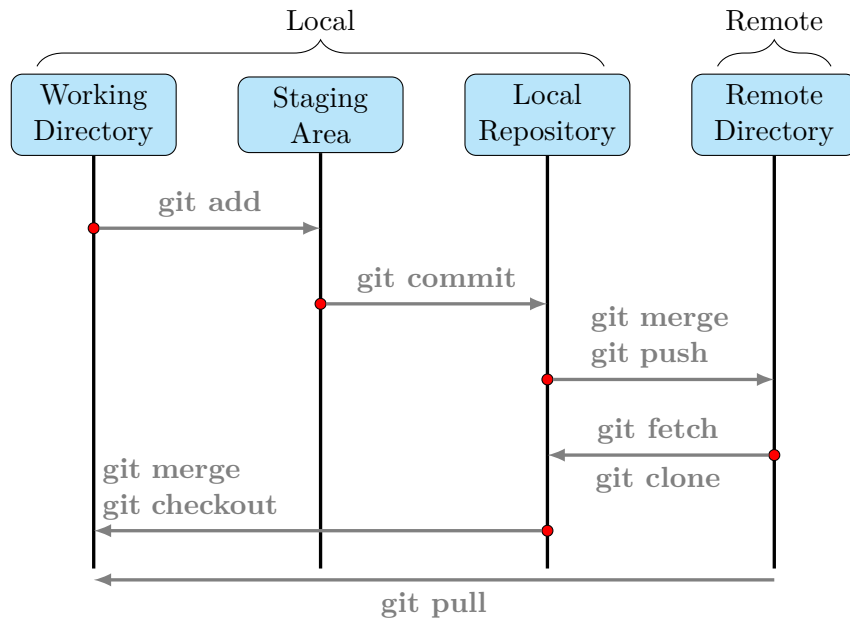 Local
Remote
Working
Directory
Staging
Area
Local
Repository
Remote
Directory
git add
git commit
git merge
git push
git fetch
git clone
git merge
git checkout
git pull